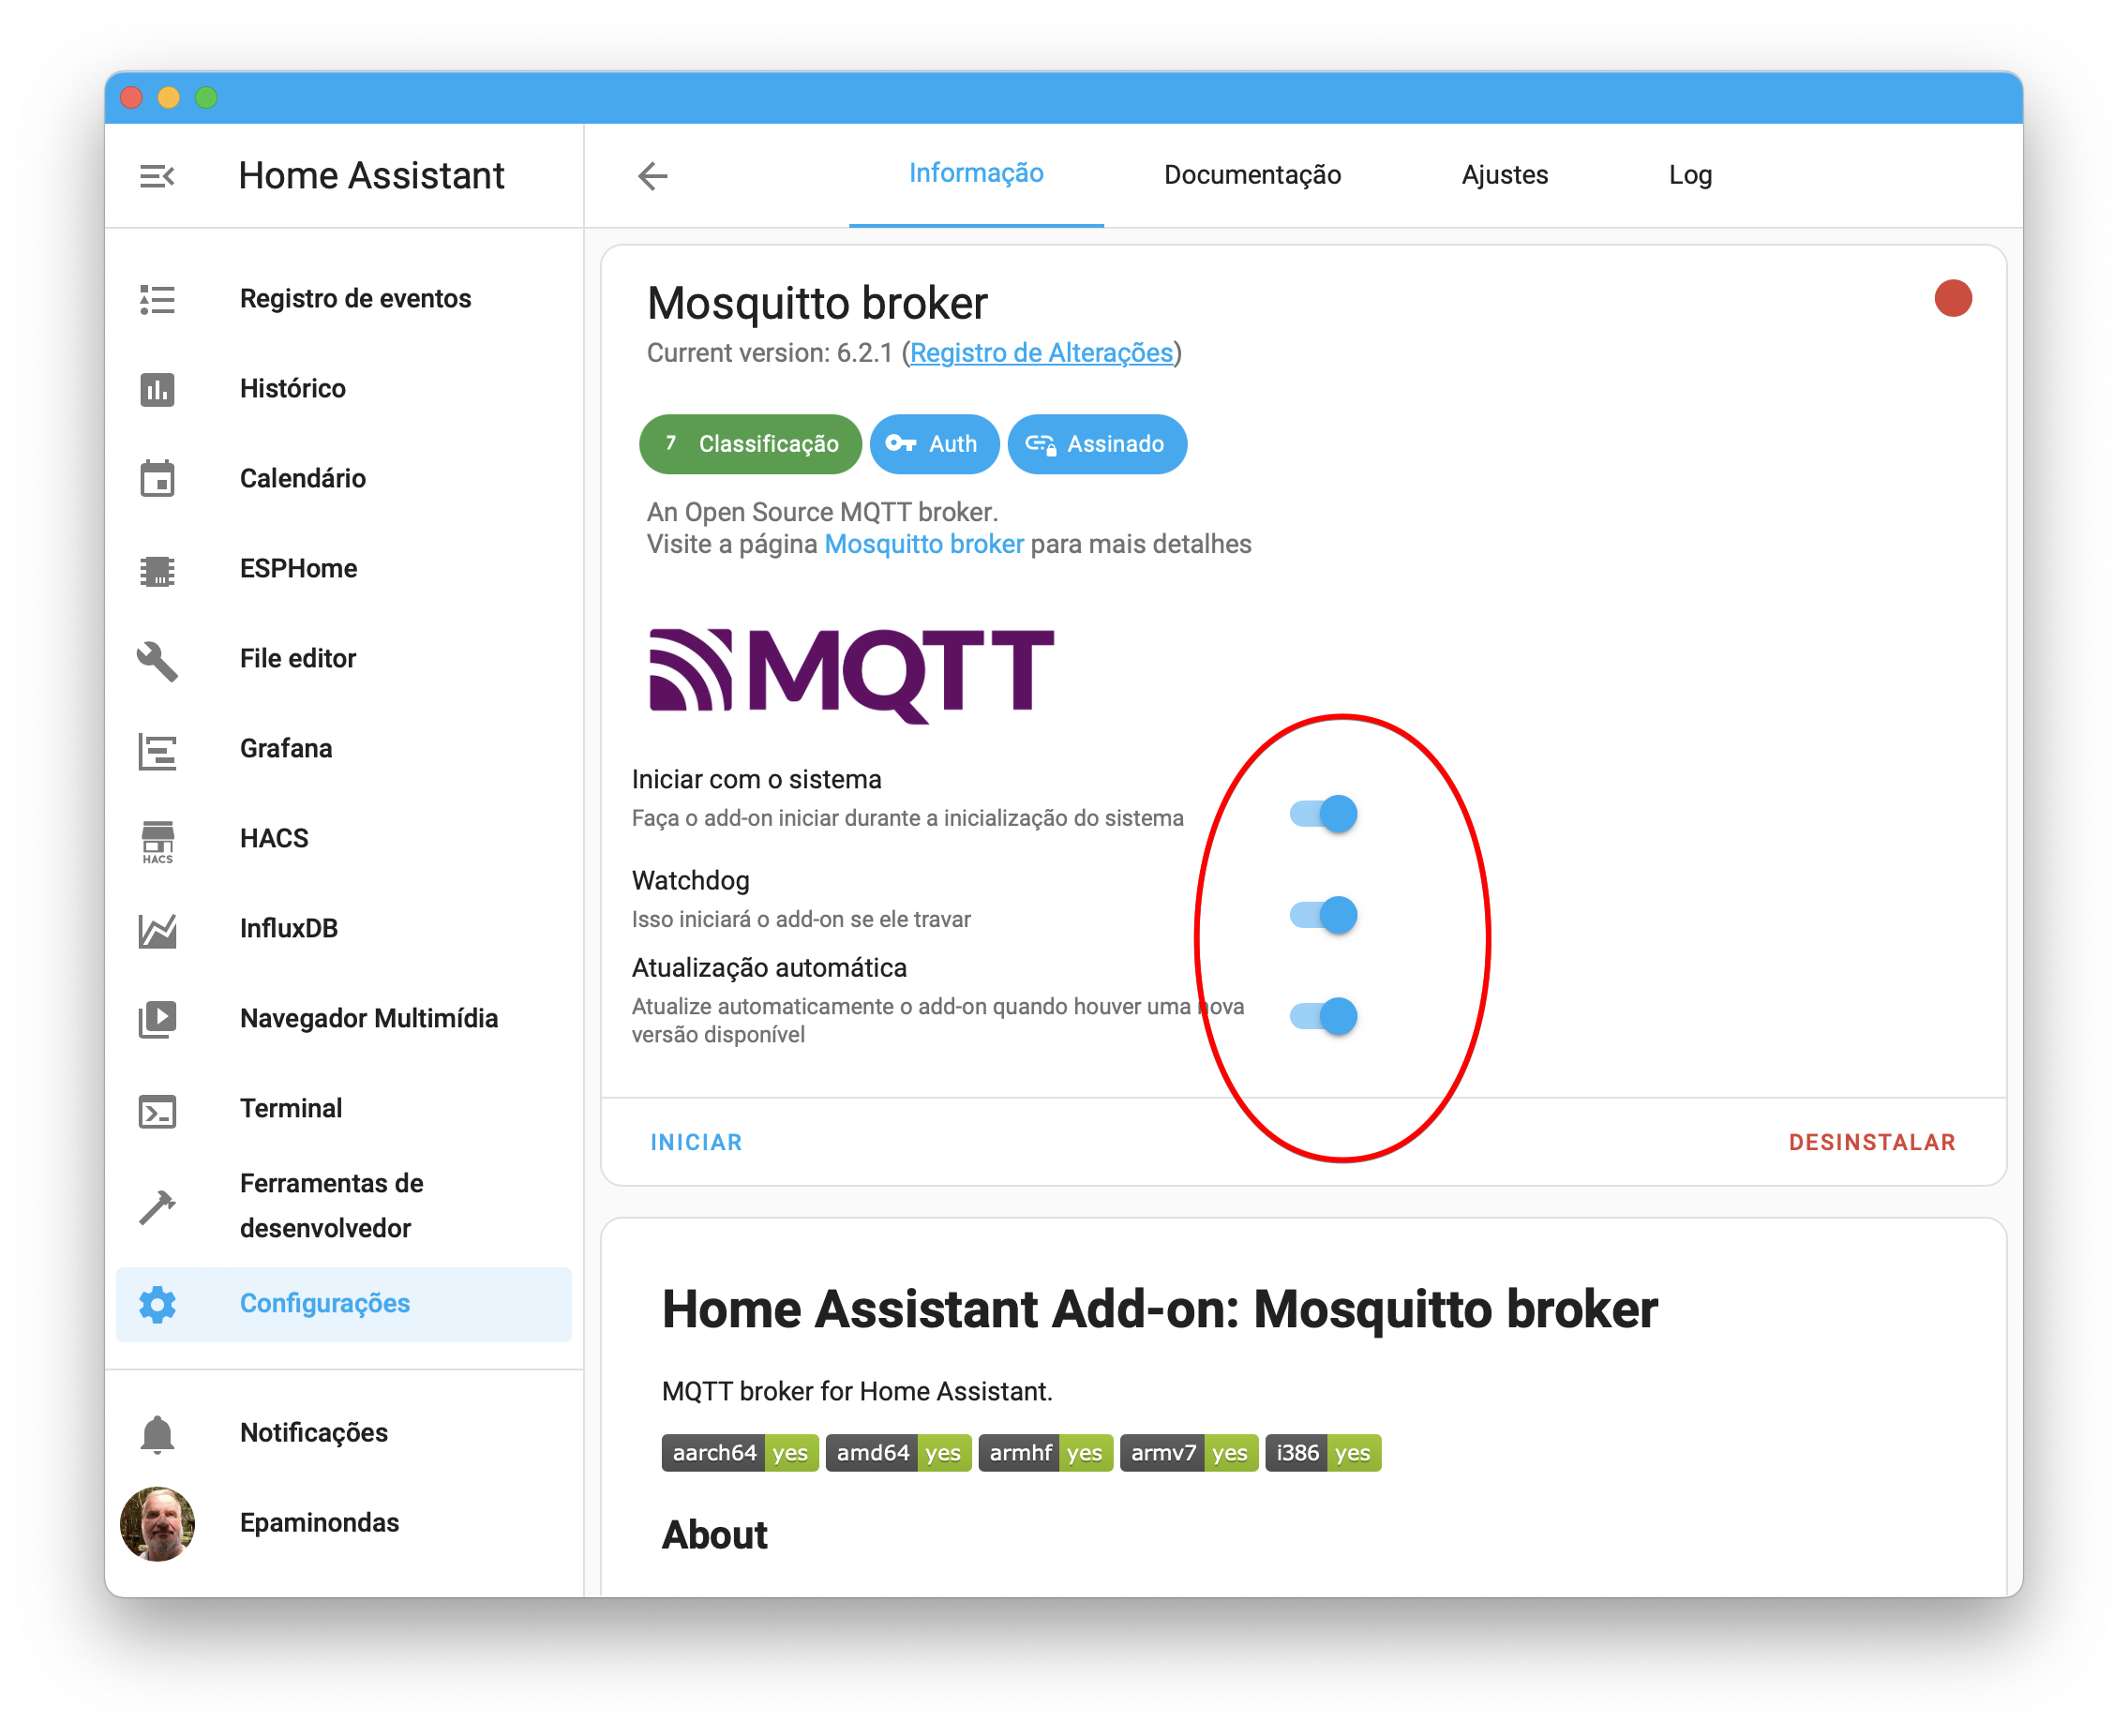 Home Assistant
Informação
Documentação
Ajustes
Log
Registro de eventos
Histórico
Calendário
ESPHome
File editor
Grafana
HACS
HACS
InfluxDB
Navegador Multimídia
Terminal
Ferramentas de
desenvolvedor
Configurações
Notificações
Epaminondas
Mosquitto broker
Current version: 6.2.1 (Registro de Alterações)
7 Classificação
Auth
Assinado
An Open Source MQTT broker.
Visite a página Mosquitto broker para mais detalhes
MQTT
Iniciar com o sistema
Faça o add-on iniciar durante a inicialização do sistema
Watchdog
Isso iniciará o add-on se ele travar
Atualização automática
Atualize automaticamente o add-on quando houver uma nova
versão disponível
INICIAR
DESINSTALAR
Home Assistant Add-on: Mosquitto broker
MQTT broker for Home Assistant.
aarch64 yes amd64 yes armhf yes armv7 yes i386 yes
About